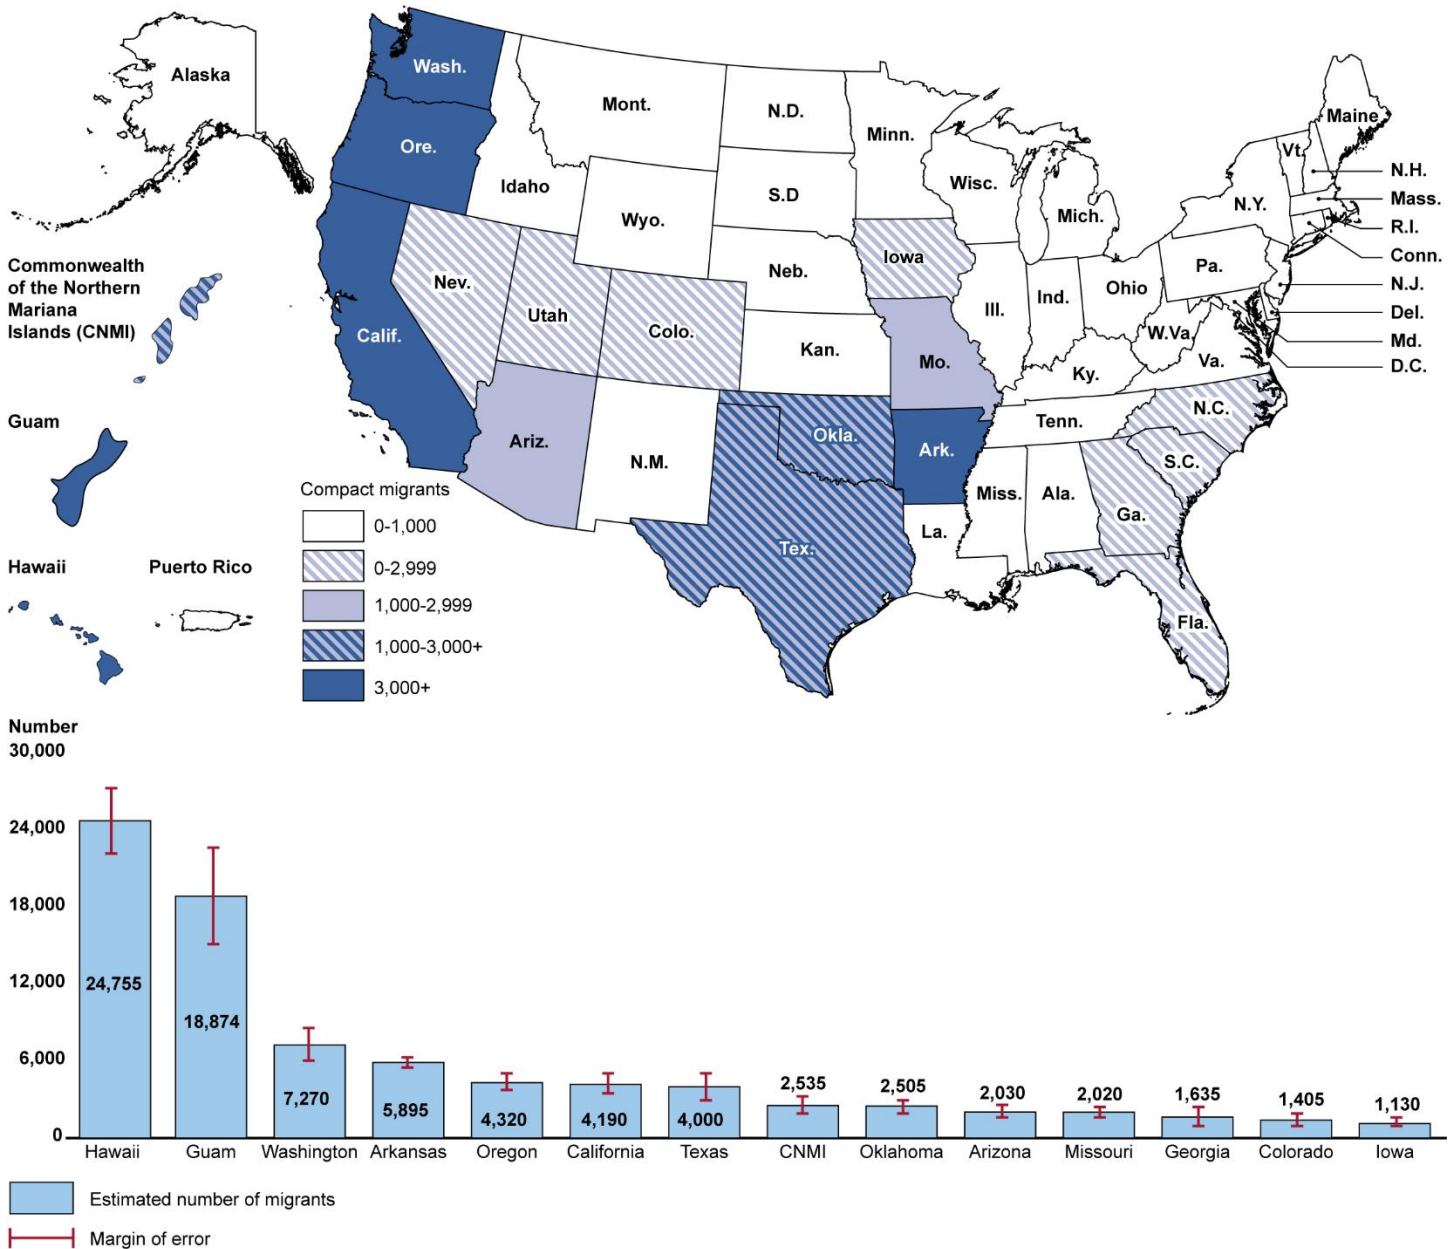 Alaska
Wash.
Ore.
Calif.
Idaho
Nev.
Mont.
Wyo.
Utah
Colo.
Ariz.
N.M.
N.D.
S.D
Neb.
Kan.
Okla.
Tex.
Minn.
Iowa
Mo.
Ark.
La.
Wisc.
Ill.
Mich.
Ind.
Ohio
Ky.
Tenn.
Miss.
Ala.
Ga.
Fla.
S.C.
N.C.
Va.
W.Va.
Pa.
N.Y.
Vt.
Maine
N.H.
Mass.
R.I.
Conn.
N.J.
Del.
Md.
D.C.
Commonwealth
of the Northern
Mariana
Islands (CNMI)
Guam
Hawaii
Puerto Rico
Compact migrants
0-1,000
0-2,999
1,000-2,999
1,000-3,000+
3,000+
Number
30,000
24,000
18,000
12,000
6,000
0
24,755
18,874
7,270
5,895
4,320
4,190
4,000
2,535
2,505
2,030
2,020
1,635
1,405
1,130
Hawaii
Guam
Washington
Arkansas
Oregon
California
Texas
CNMI
Oklahoma
Arizona
Missouri
Georgia
Colorado
Iowa
Estimated number of migrants
Margin of error